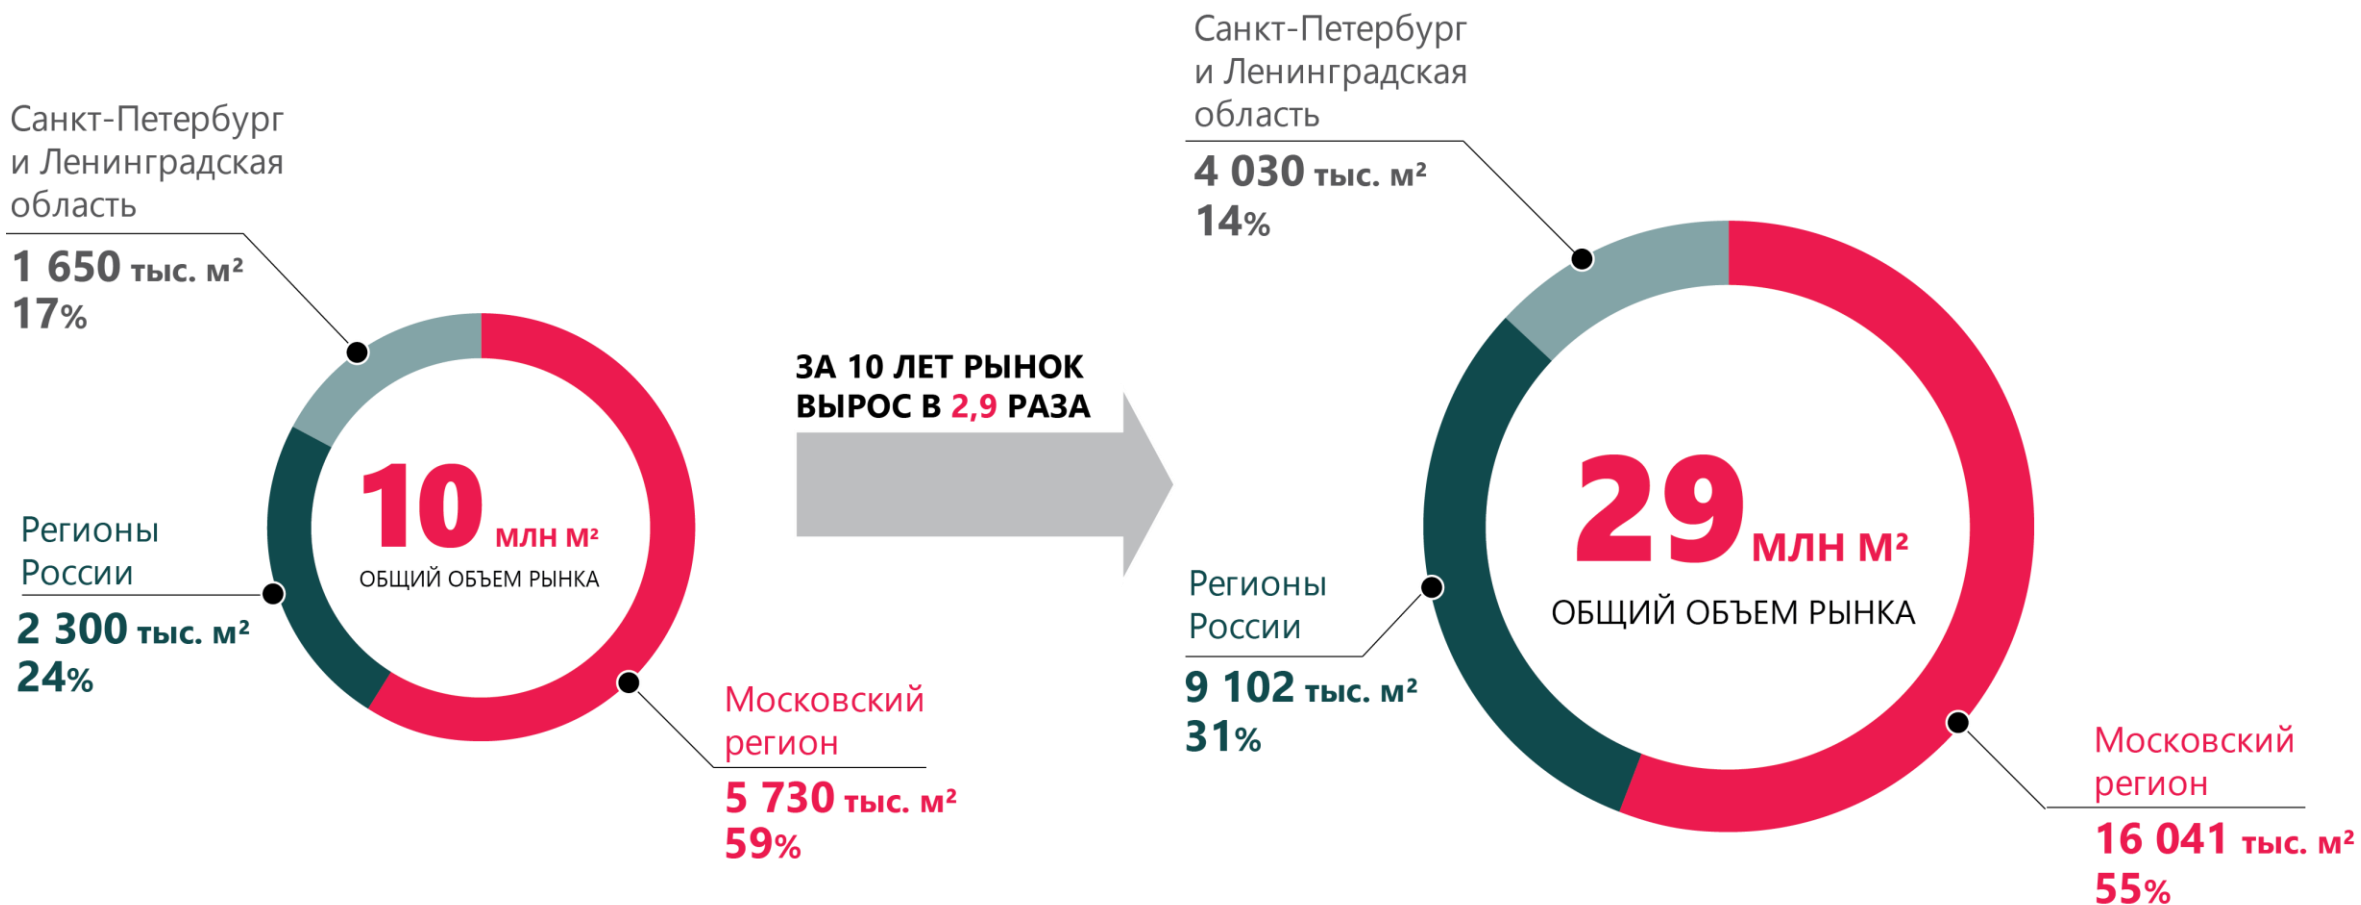 Санкт-Петербург
и Ленинградская
область
1 650 тыс. м²
17%
Регионы
России
2 300 тыс. м²
24%
10 МЛН М²
ОБЩИЙ ОБЪЕМ РЫНКА
Московский
регион
5 730 тыс. м²
59%
ЗА 10 ЛЕТ РЫНОК
ВЫРОС В 2,9 РАЗА
Санкт-Петербург
и Ленинградская
область
4 030 тыс. м²
14%
Регионы
России
9 102 тыс. м²
31%
29 МЛН М²
ОБЩИЙ ОБЪЕМ РЫНКА
Московский
регион
16 041 тыс. м²
55%